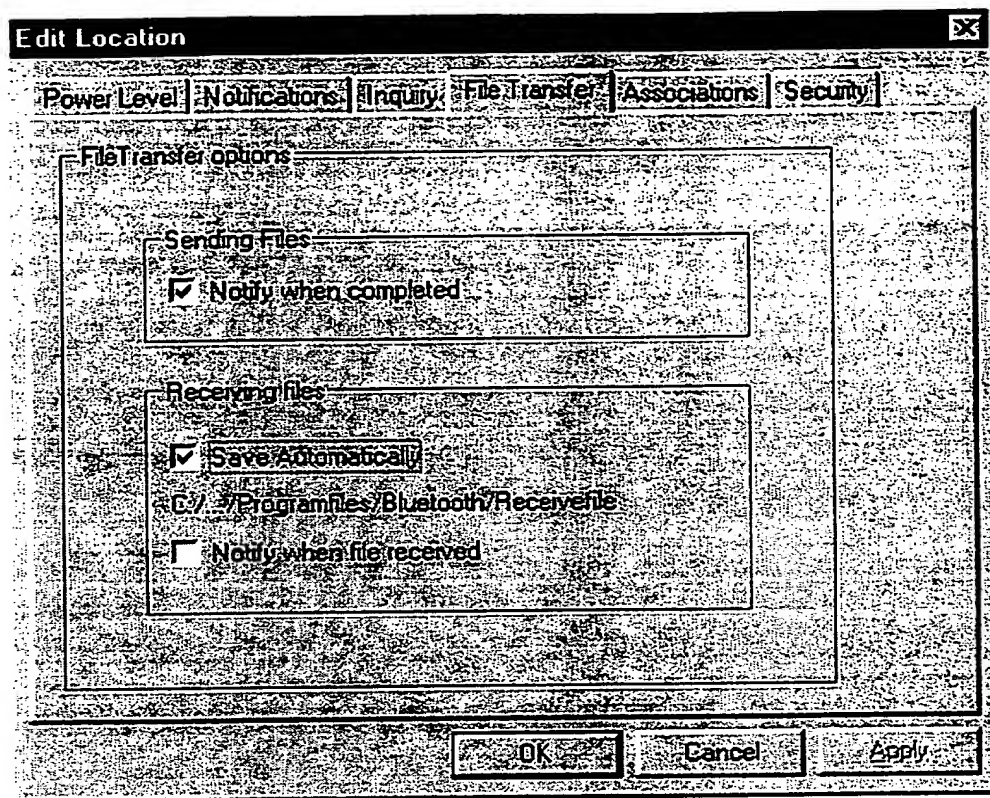 Edit Location
Power Level Notifications Inquiry File Transfer Associations Security
FileTransfer options
Sending Files
Notify when completed
Receiving files
Save Automatically
C:/../Programfiles/Bluetooth/Receivefile
Notify when file received
OK Cancel Apply